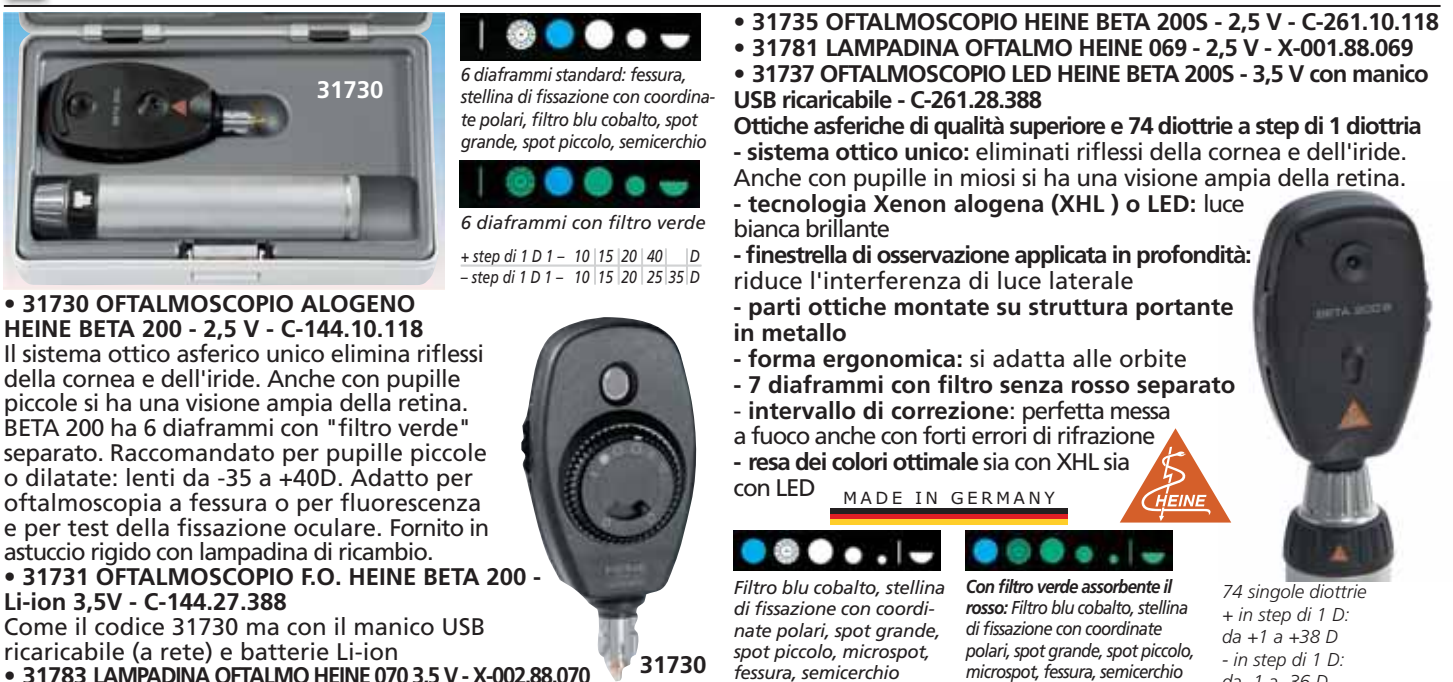 31730
6 diaframmi standard: fessura,
stellina di fissazione con coordina-
te polari, filtro blu cobalto, spot
grande, spot piccolo, semicerchio
6 diaframmi con filtro verde
+ step di 1 D 1 – 10 | 15 | 20 | 40 | | D
– step di 1 D 1 – 10 | 15 | 20 | 25 | 35 | D
• 31730 OFTALMOSCOPIO ALOGENO
HEINE BETA 200 - 2,5 V - C-144.10.118
Il sistema ottico asferico unico elimina riflessi
della cornea e dell'iride. Anche con pupille
piccole si ha una visione ampia della retina.
BETA 200 ha 6 diaframmi con "filtro verde"
separato. Raccomandato per pupille piccole
o dilatate: lenti da -35 a +40D. Adatto per
oftalmoscopia a fessura o per fluorescenza
e per test della fissazione oculare. Fornito in
astuccio rigido con lampadina di ricambio.
• 31731 OFTALMOSCOPIO F.O. HEINE BETA 200 -
Li-ion 3,5V - C-144.27.388
Come il codice 31730 ma con il manico USB
ricaricabile (a rete) e batterie Li-ion
• 31783 LAMPADINA OFTALMO HEINE 070 3,5 V - X-002.88.070
31730
• 31735 OFTALMOSCOPIO HEINE BETA 200S - 2,5 V - C-261.10.118
• 31781 LAMPADINA OFTALMO HEINE 069 - 2,5 V - X-001.88.069
• 31737 OFTALMOSCOPIO LED HEINE BETA 200S - 3,5 V con manico
USB ricaricabile - C-261.28.388
Ottiche asferiche di qualità superiore e 74 diottrie a step di 1 diottria
- sistema ottico unico: eliminati riflessi della cornea e dell'iride.
Anche con pupille in miosi si ha una visione ampia della retina.
- tecnologia Xenon alogena (XHL ) o LED: luce
bianca brillante
- finestrella di osservazione applicata in profondità:
riduce l'interferenza di luce laterale
- parti ottiche montate su struttura portante
in metallo
- forma ergonomica: si adatta alle orbite
- 7 diaframmi con filtro senza rosso separato
- intervallo di correzione: perfetta messa
a fuoco anche con forti errori di rifrazione
- resa dei colori ottimale sia con XHL sia
con LED
MADE IN GERMANY
HEINE
BETA 200S
Filtro blu cobalto, stellina
di fissazione con coordi-
nate polari, spot grande,
spot piccolo, microspot,
fessura, semicerchio
Con filtro verde assorbente il
rosso: Filtro blu cobalto, stellina
di fissazione con coordinate
polari, spot grande, spot piccolo,
microspot, fessura, semicerchio
74 singole diottrie
+ in step di 1 D:
da +1 a +38 D
- in step di 1 D:
da -1 a -36 D